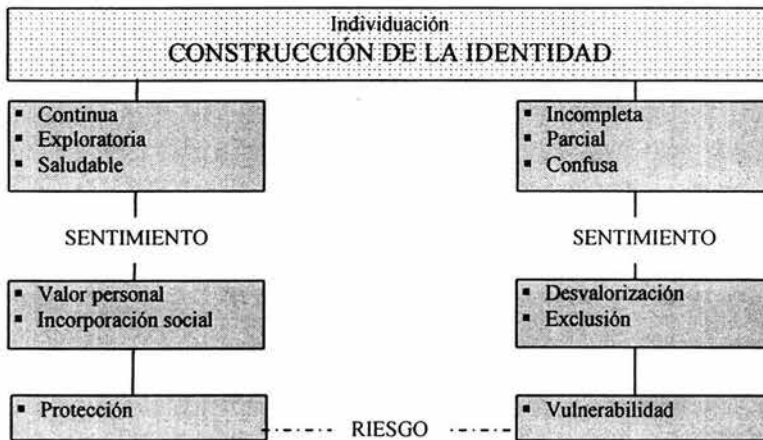 Individuación
CONSTRUCCIÓN DE LA IDENTIDAD
▪ Continua
▪ Exploratoria
▪ Saludable
▪ Incompleta
▪ Parcial
▪ Confusa
SENTIMIENTO
SENTIMIENTO
▪ Valor personal
▪ Incorporación social
▪ Desvalorización
▪ Exclusión
▪ Protección
RIESGO
▪ Vulnerabilidad